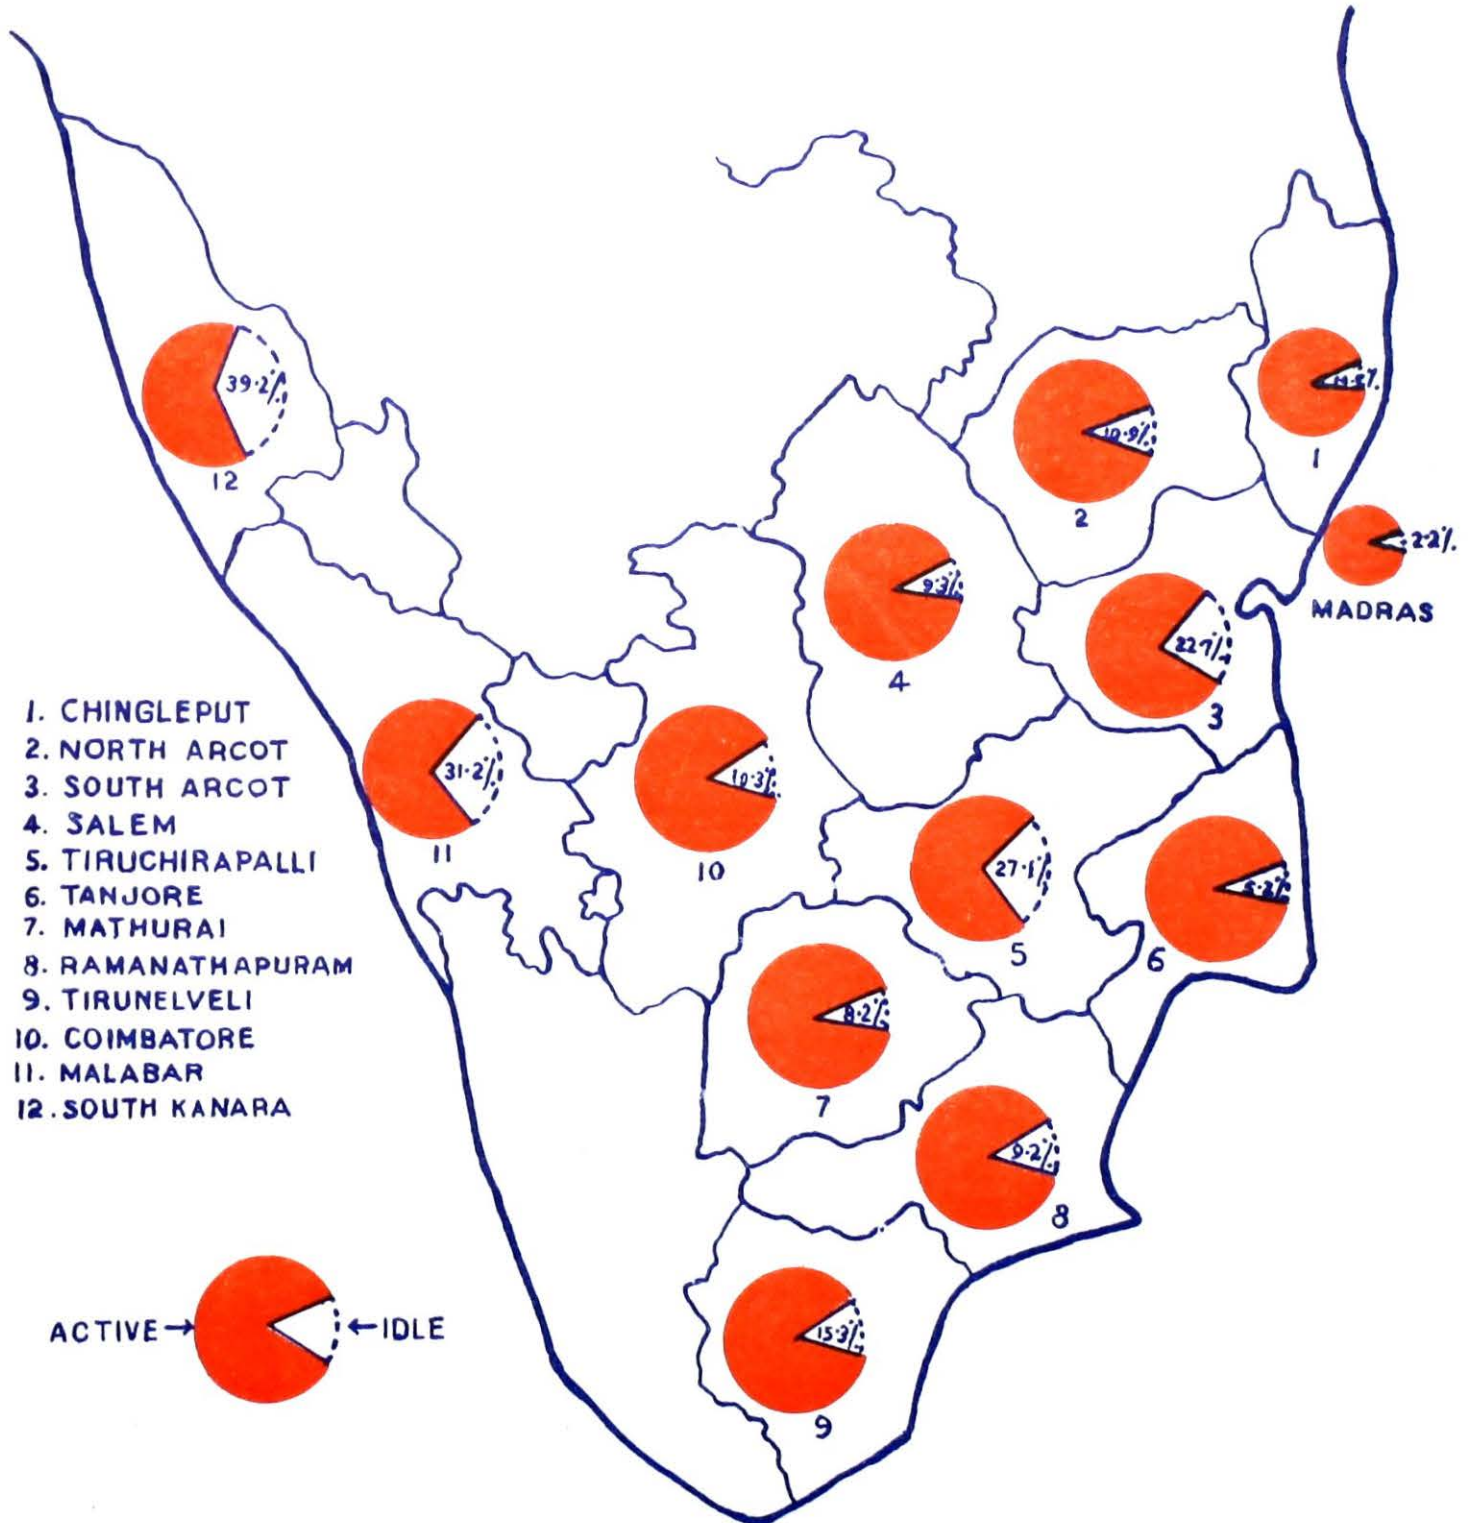 39·2%
12
1
10·9%
2
2·2%
MADRAS
9·3%
4
22·7%
3
1. CHINGLEPUT
2. NORTH ARCOT
3. SOUTH ARCOT
4. SALEM
5. TIRUCHIRAPALLI
6. TANJORE
7. MATHURAI
8. RAMANATHAPURAM
9. TIRUNELVELI
10. COIMBATORE
11. MALABAR
12. SOUTH KANARA
31·2%
11
10·3%
10
27·1%
5
5·2%
6
8·2%
7
9·2%
8
15·3%
9
ACTIVE→ ←IDLE